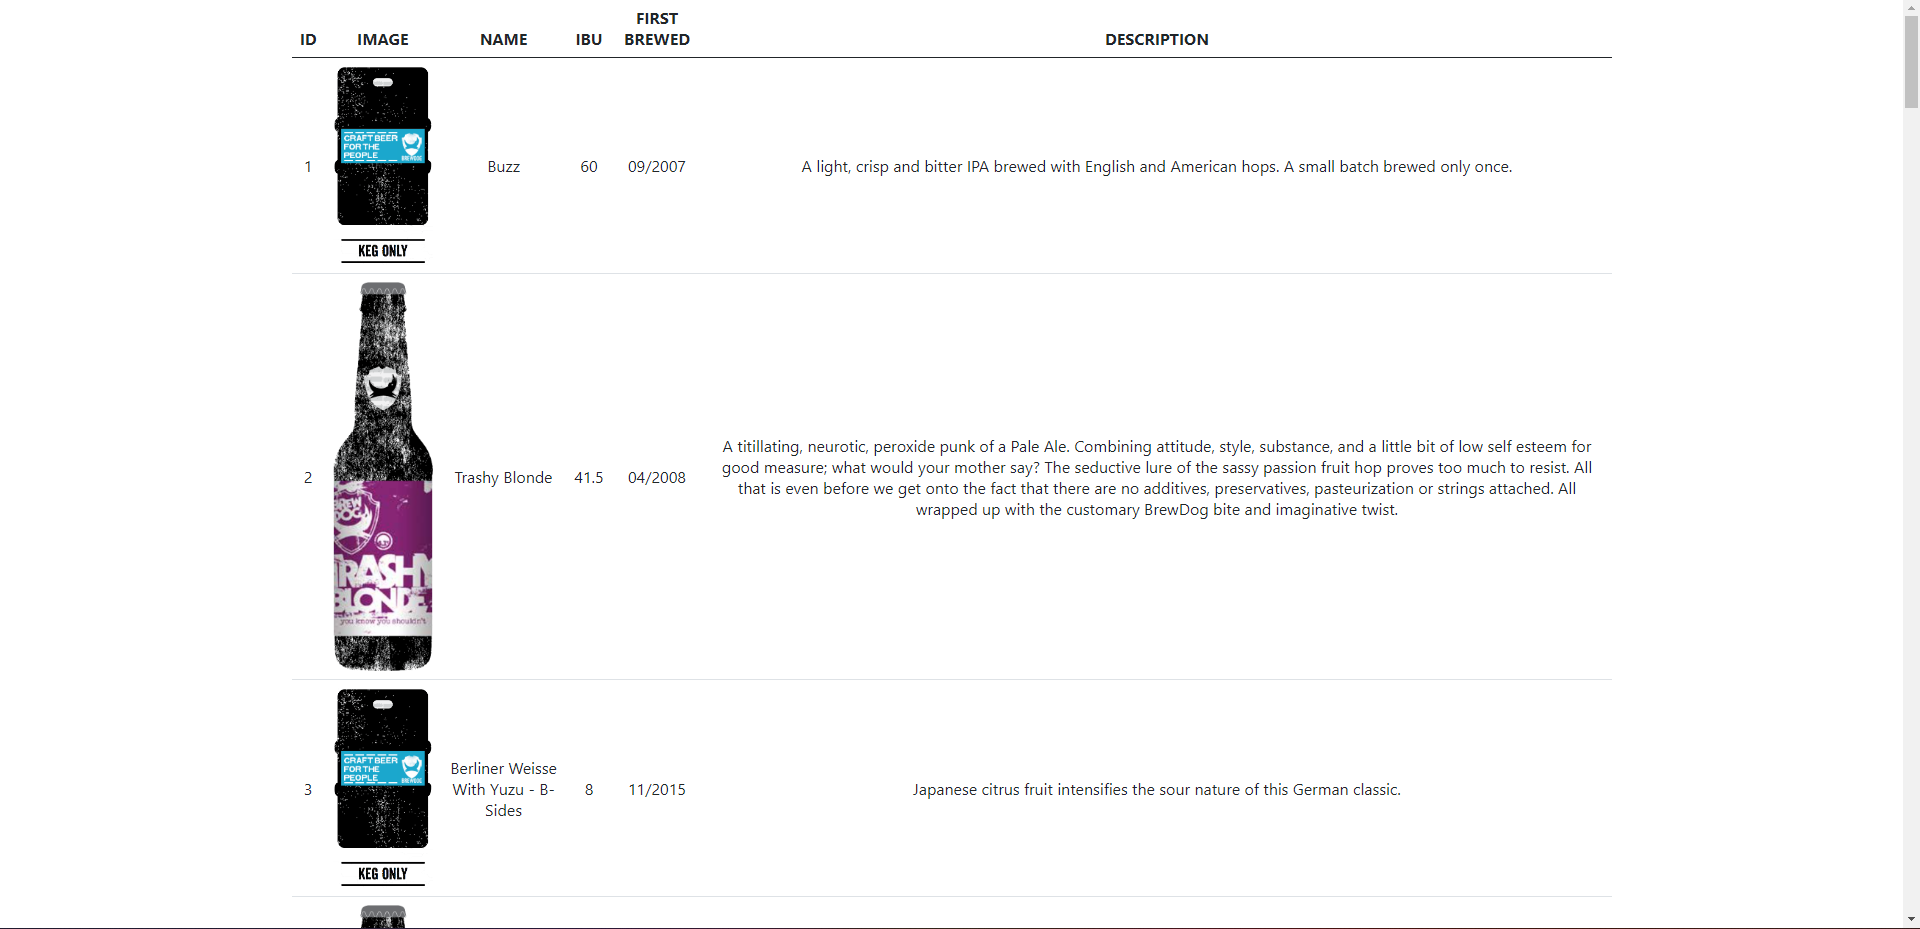 ID IMAGE NAME IBU FIRST BREWED DESCRIPTION
CRAFT BEER
FOR THE
PEOPLE
BREWDOG
KEG ONLY
1 Buzz 60 09/2007 A light, crisp and bitter IPA brewed with English and American hops. A small batch brewed only once.
BREW
DOG
TRASHY
BLONDE
you know you shouldn't
2 Trashy Blonde 41.5 04/2008
A titillating, neurotic, peroxide punk of a Pale Ale. Combining attitude, style, substance, and a little bit of low self esteem for
good measure; what would your mother say? The seductive lure of the sassy passion fruit hop proves too much to resist. All
that is even before we get onto the fact that there are no additives, preservatives, pasteurization or strings attached. All
wrapped up with the customary BrewDog bite and imaginative twist.
CRAFT BEER
FOR THE
PEOPLE
BREWDOG
KEG ONLY
3
Berliner Weisse
With Yuzu - B-
Sides
8 11/2015 Japanese citrus fruit intensifies the sour nature of this German classic.